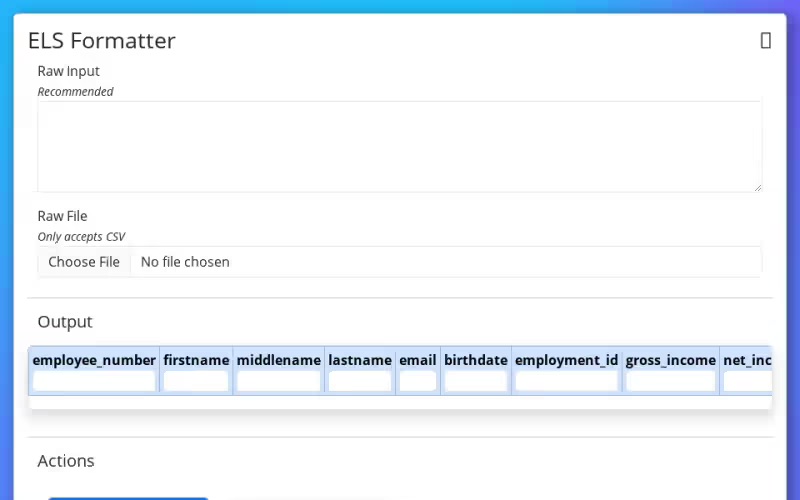 ELS Formatter
Raw Input
Recommended
Raw File
Only accepts CSV
Choose File No file chosen
Output
employee_number firstname middlename lastname email birthdate employment_id gross_income net_inc
Actions